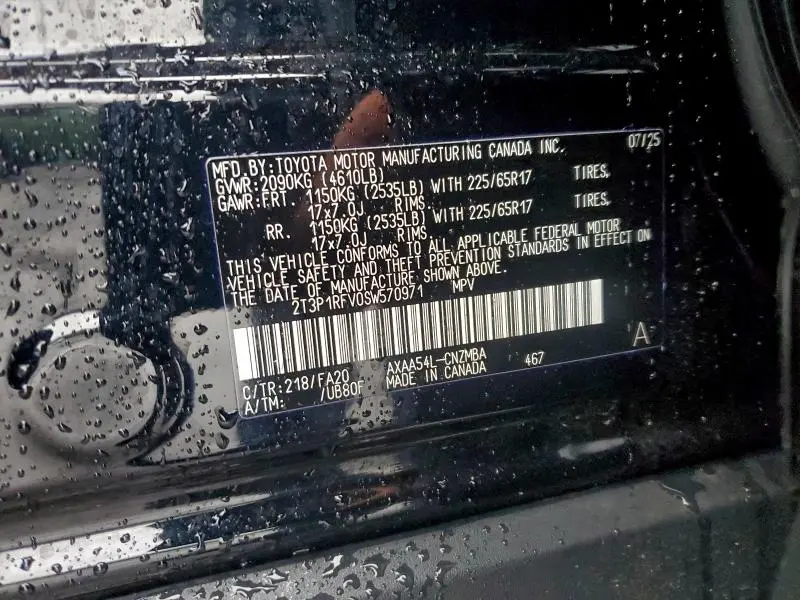 MFD.BY:TOYOTA MOTOR MANUFACTURING CANADA INC. 07/25
GVWR:2090KG (4610LB)
GAWR:FRT. 1150KG (2535LB) WITH 225/65R17 TIRES,
17x7.0J RIMS.
RR. 1150KG (2535LB) WITH 225/65R17 TIRES,
17x7.0J RIMS.
THIS VEHICLE CONFORMS TO ALL APPLICABLE FEDERAL MOTOR
VEHICLE SAFETY AND THEFT PREVENTION STANDARDS IN EFFECT ON
THE DATE OF MANUFACTURE SHOWN ABOVE.
2T3P1RFV0SW570971 MPV
A
C/TR:218/FA20 AXAA54L-CNZMBA 467
A/TM: /UB80F MADE IN CANADA